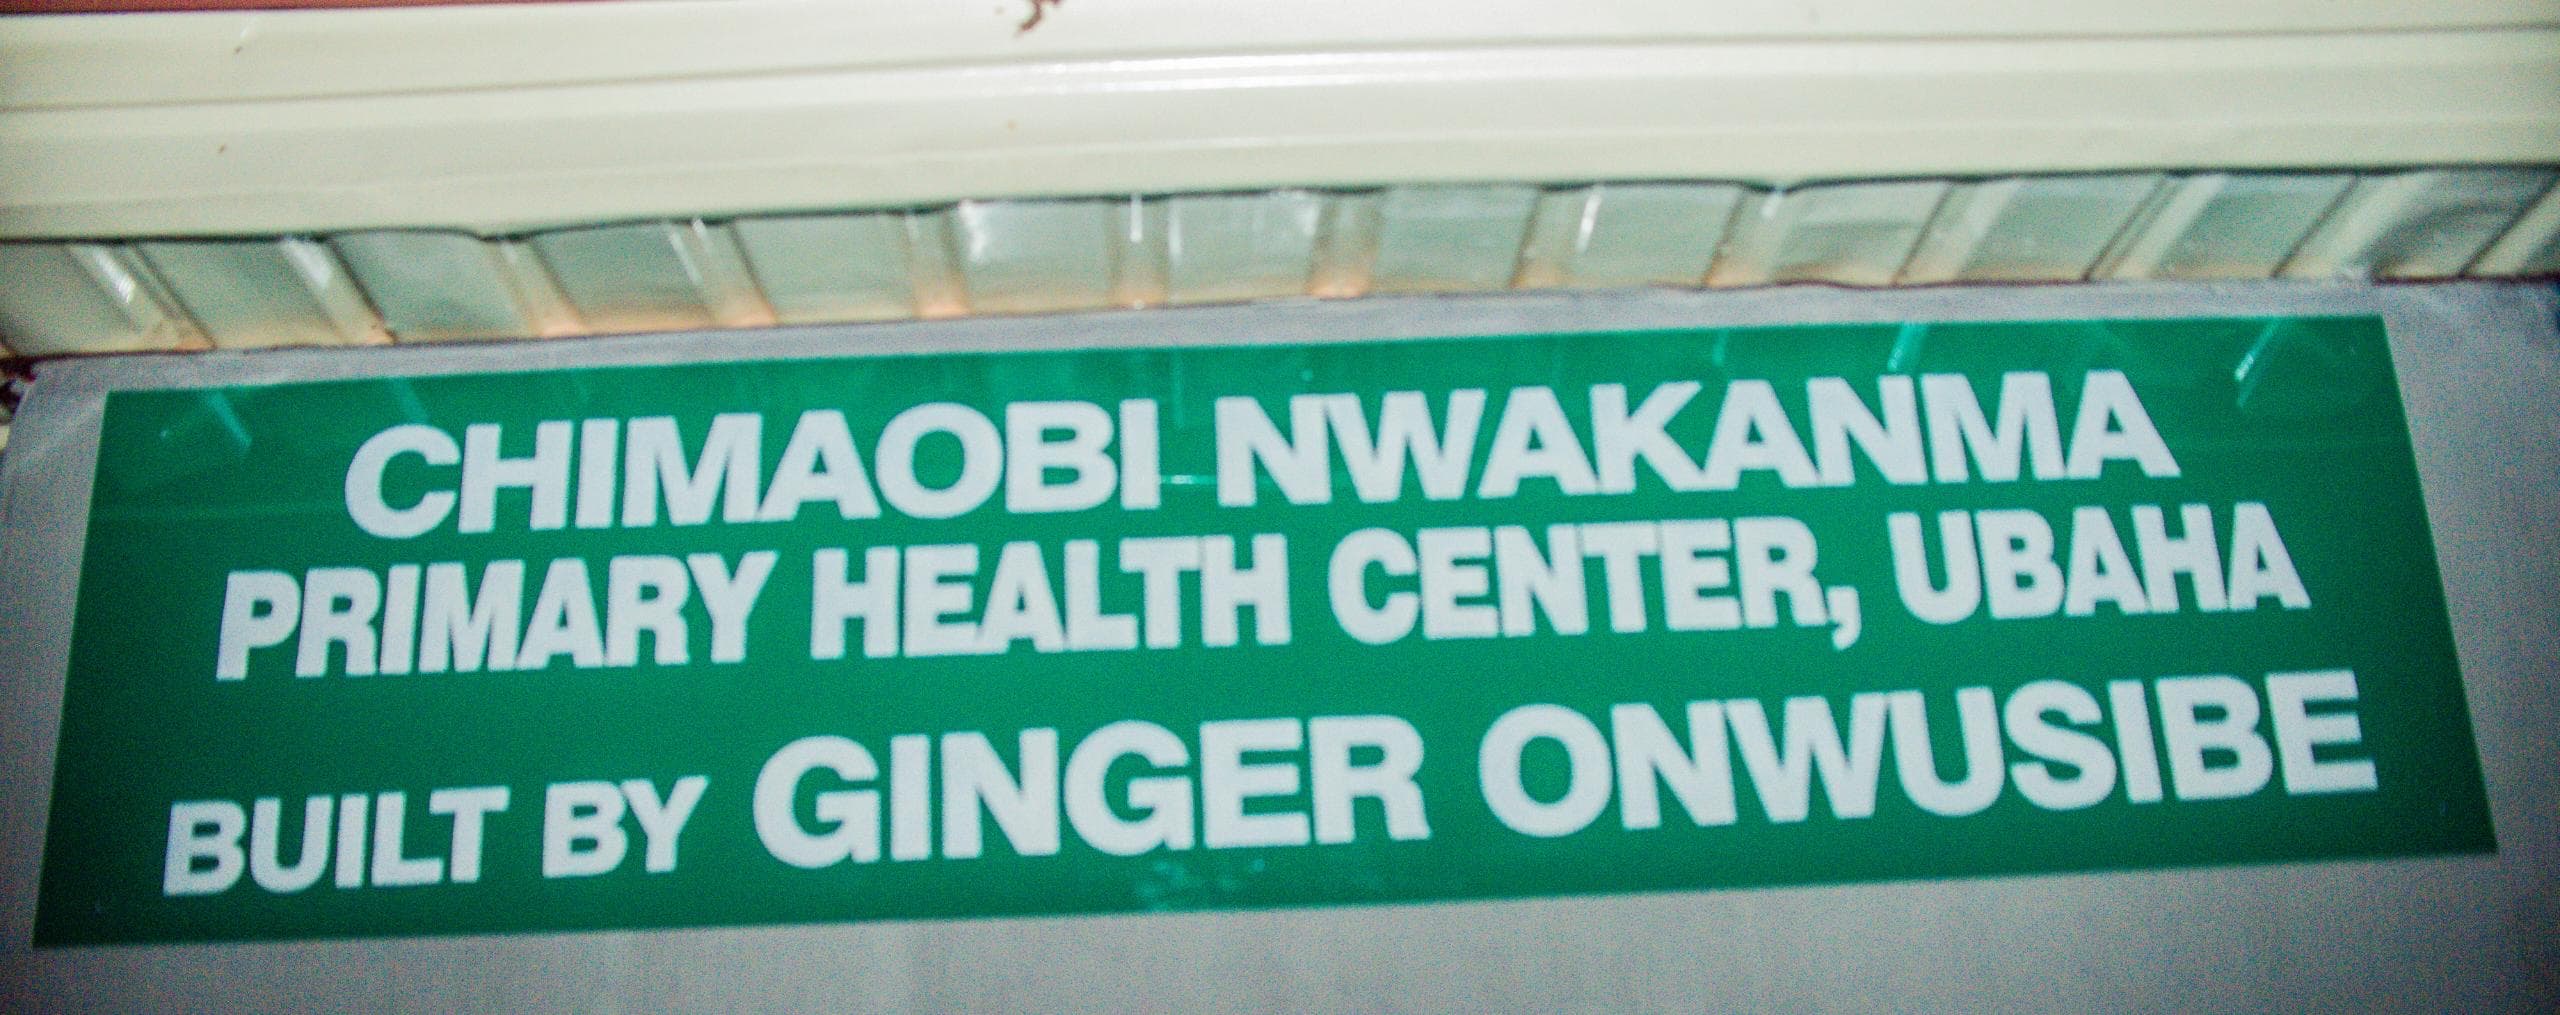 CHIMAOBI NWAKANMA
PRIMARY HEALTH CENTER, UBAHA
BUILT BY GINGER ONWUSIBE